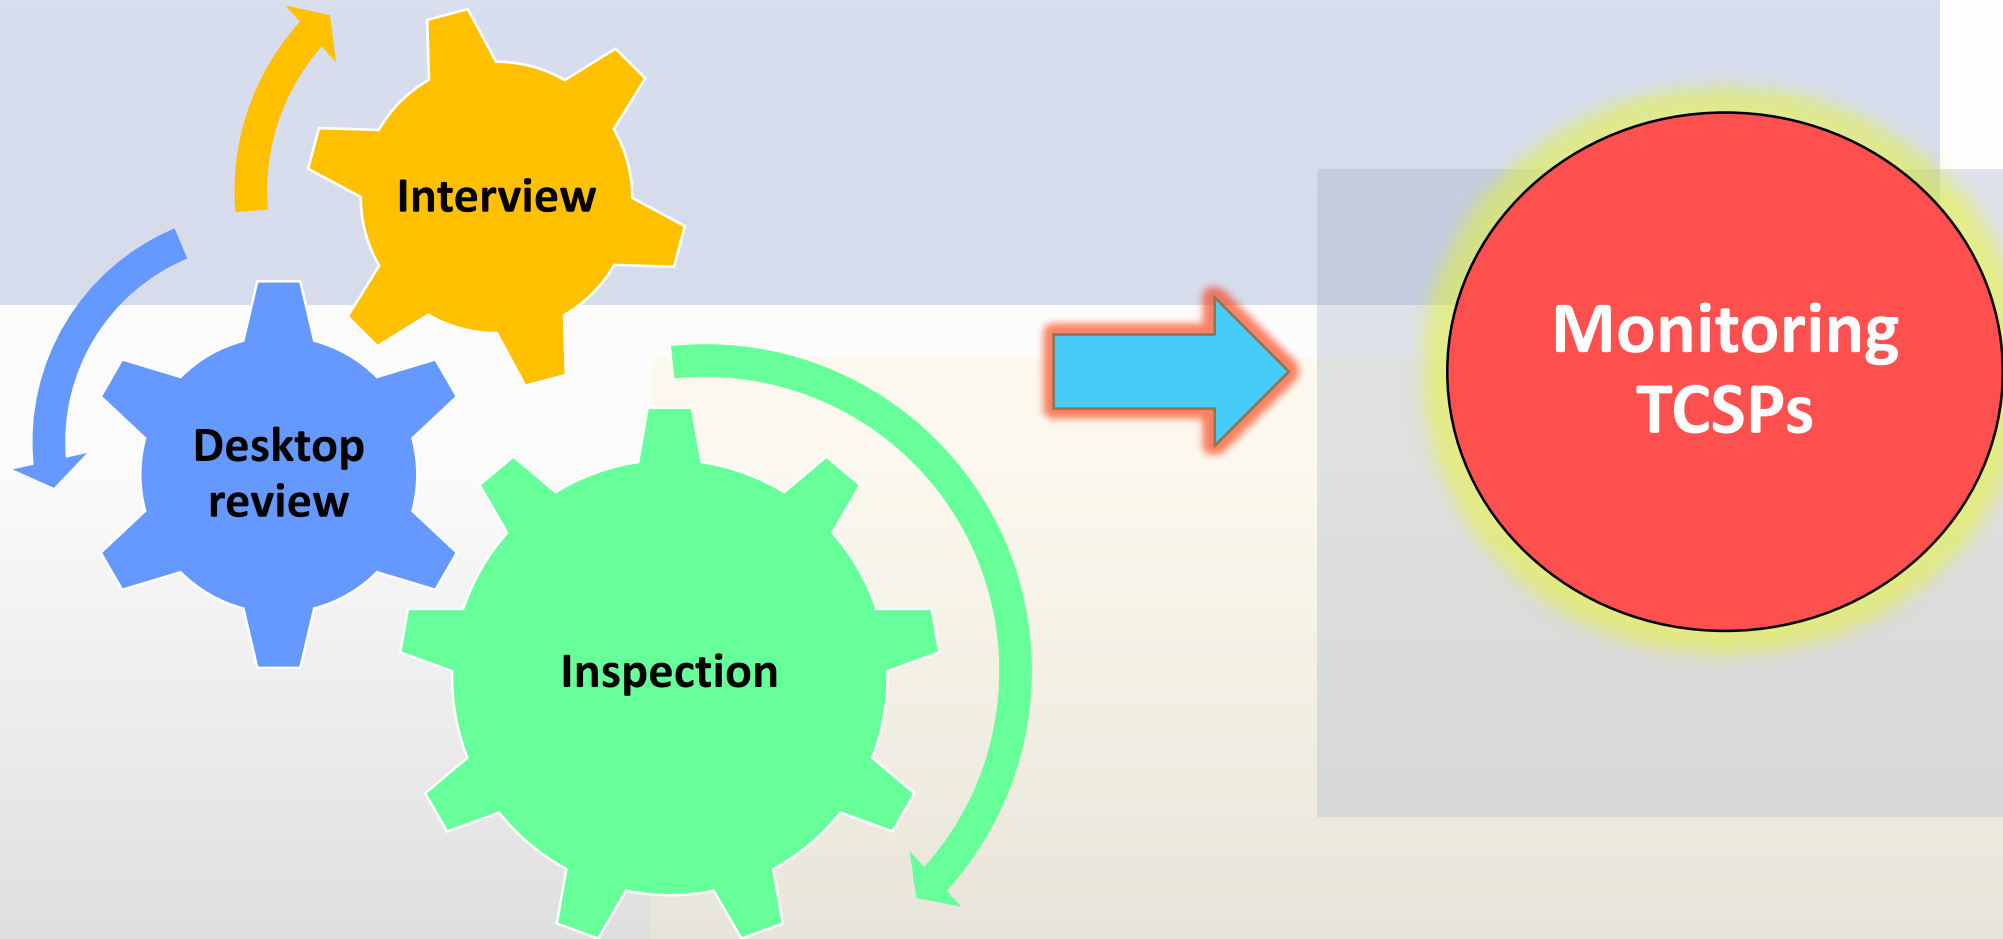 Interview
Desktop
review
Inspection
Monitoring
TCSPs